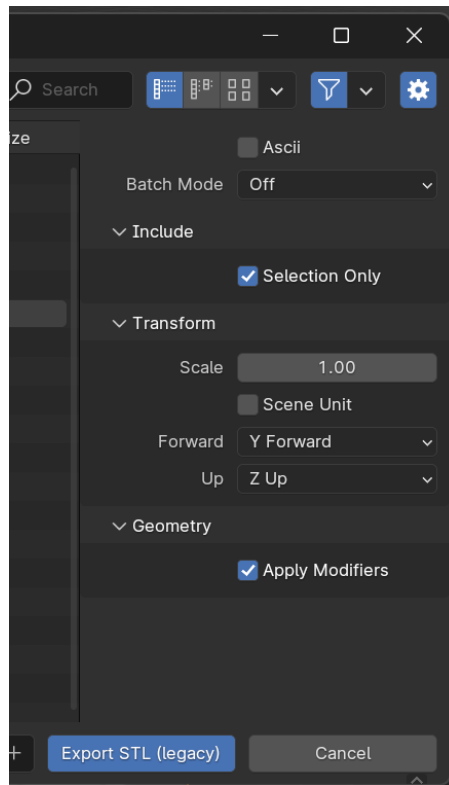 Search
ize
Ascii
Batch Mode Off
Include
Selection Only
Transform
Scale 1.00
Scene Unit
Forward Y Forward
Up Z Up
Geometry
Apply Modifiers
+ Export STL (legacy) Cancel